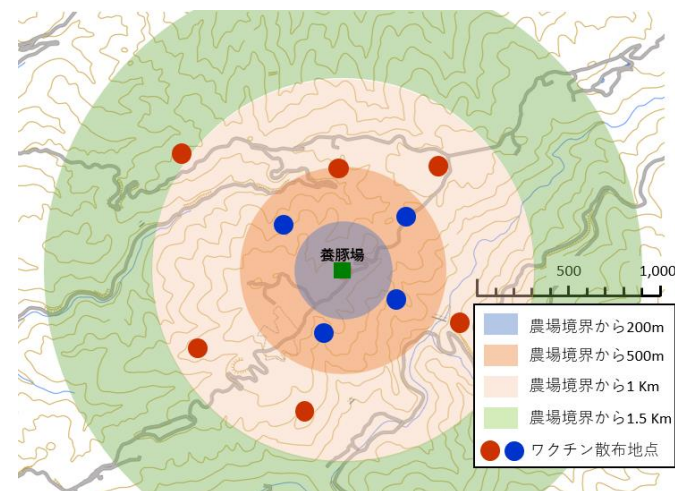 養豚場
500 1,000
農場境界から200m
農場境界から500m
農場境界から1 Km
農場境界から1.5 Km
ワクチン散布地点